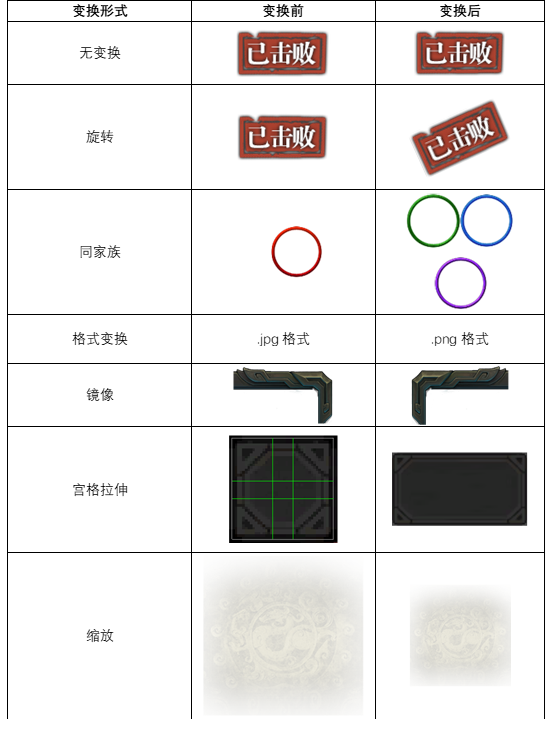 变换形式 变换前 变换后
无变换 已击败 已击败
旋转 已击败 已击败
同家族
格式变换 .jpg 格式 .png 格式
镜像
宫格拉伸
缩放